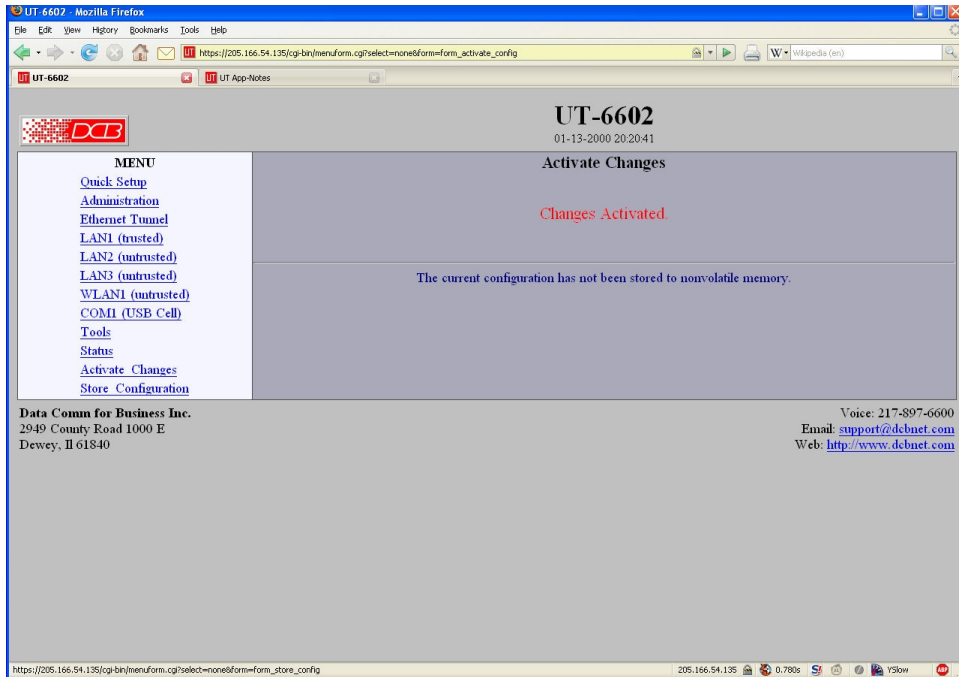 UT-6602 - Mozilla Firefox
File Edit View History Bookmarks Tools Help
UT https://205.166.54.135/cgi-bin/menuform.cgi?select=none&form=form_activate_config W Wikipedia (en)
UT UT-6602 UT UT App-Notes
DCB
UT-6602
01-13-2000 20:20:41
MENU
Quick Setup
Administration
Ethernet Tunnel
LAN1 (trusted)
LAN2 (untrusted)
LAN3 (untrusted)
WLAN1 (untrusted)
COM1 (USB Cell)
Tools
Status
Activate Changes
Store Configuration
Activate Changes
Changes Activated.
The current configuration has not been stored to nonvolatile memory.
Data Comm for Business Inc.
2949 County Road 1000 E
Dewey, Il 61840
Voice: 217-897-6600
Email: support@dcbnet.com
Web: http://www.dcbnet.com
https://205.166.54.135/cgi-bin/menuform.cgi?select=none&form=form_store_config 205.166.54.135 0.780s S YSlow ABP